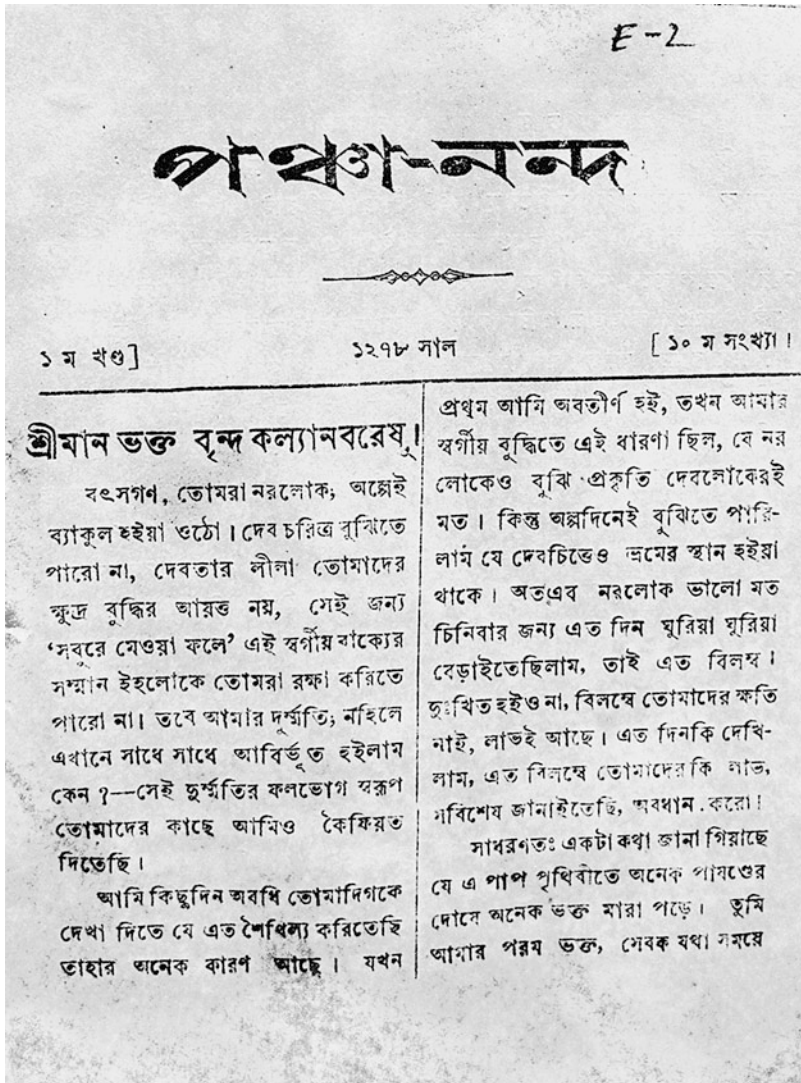 E-2
পঞ্চা-নন্দ
১ ম খণ্ড]
১২৭৮ সাল
[ ১০ ম সংখ্যা।
শ্রীমান ভক্ত বৃন্দ কল্যানবরেষু।
বৎসগণ, তোমরা নরলোক; অল্পেই
ব্যাকুল হইয়া ওঠো। দেব চরিত্র বুঝিতে
পারো না, দেবতার লীলা তোমাদের
ক্ষুদ্র বুদ্ধির আয়ত্ত নয়, সেই জন্য
‘সবুরে মেওয়া ফলে’ এই স্বর্গীয় বাক্যের
সম্মান ইহলোকে তোমরা রক্ষা করিতে
পারো না। তবে আমার দুর্ম্মতি; নহিলে
এখানে সাধে সাধে আবির্ভূত হইলাম
কেন ?—সেই দুর্ম্মতির ফলভোগ স্বরূপ
তোমাদের কাছে আমিও কৈফিয়ত
দিতেছি।
আমি কিছুদিন অবধি তোমাদিগকে
দেখা দিতে যে এত শৈথিল্য করিতেছি
তাহার অনেক কারণ আছে। যখন
প্রথম আমি অবতীর্ণ হই, তখন আমার
স্বর্গীয় বুদ্ধিতে এই ধারণা ছিল, যে নর
লোকেও বুঝি প্রকৃতি দেবলোকেরই
মত। কিন্তু অল্পদিনেই বুঝিতে পারি-
লাম যে দেবচিত্তেও ভ্রমের স্থান হইয়া
থাকে। অতএব নরলোক ভালো মত
চিনিবার জন্য এত দিন ঘুরিয়া ঘুরিয়া
বেড়াইতেছিলাম, তাই এত বিলম্ব।
দুঃখিত হইও না, বিলম্বে তোমাদের ক্ষতি
নাই, লাভই আছে। এত দিনকি দেখি-
লাম, এত বিলম্বে তোমাদের কি লাভ,
সবিশেষ জানাইতেছি, অবধান করো।
সাধরণতঃ একটা কথা জানা গিয়াছে
যে এ পাপ পৃথিবীতে অনেক পাষণ্ডের
দোষে অনেক ভক্ত মারা পড়ে। তুমি
আমার পরম ভক্ত, সেবক যথা সময়ে